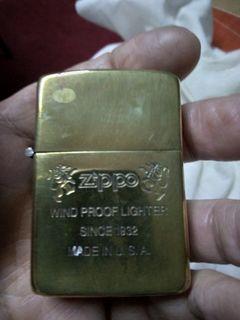 Zippo
WIND PROOF LIGHTER
SINCE 1932
MADE IN U.S.A.